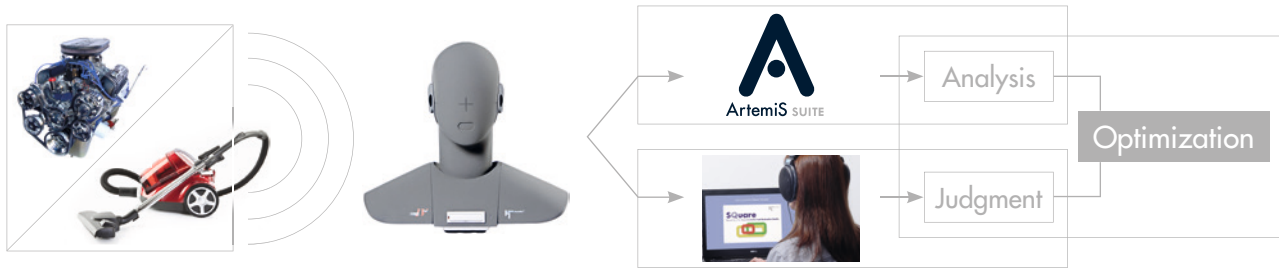 ArtemiS SUITE
Analysis
Optimization
SQuare
Judgment